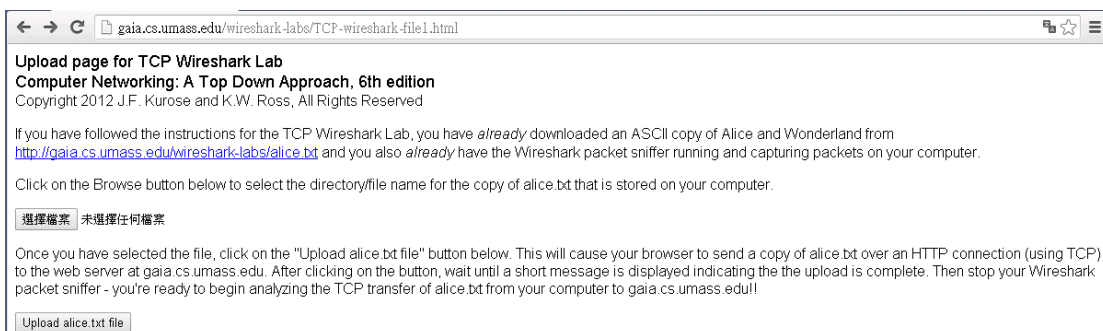 gaia.cs.umass.edu/wireshark-labs/TCP-wireshark-file1.html
Upload page for TCP Wireshark Lab
Computer Networking: A Top Down Approach, 6th edition
Copyright 2012 J.F. Kurose and K.W. Ross, All Rights Reserved
If you have followed the instructions for the TCP Wireshark Lab, you have already downloaded an ASCII copy of Alice and Wonderland from
http://gaia.cs.umass.edu/wireshark-labs/alice.txt and you also already have the Wireshark packet sniffer running and capturing packets on your computer.
Click on the Browse button below to select the directory/file name for the copy of alice.txt that is stored on your computer.
選擇檔案 未選擇任何檔案
Once you have selected the file, click on the "Upload alice.txt file" button below. This will cause your browser to send a copy of alice.txt over an HTTP connection (using TCP)
to the web server at gaia.cs.umass.edu. After clicking on the button, wait until a short message is displayed indicating the the upload is complete. Then stop your Wireshark
packet sniffer - you're ready to begin analyzing the TCP transfer of alice.txt from your computer to gaia.cs.umass.edu!!
Upload alice.txt file